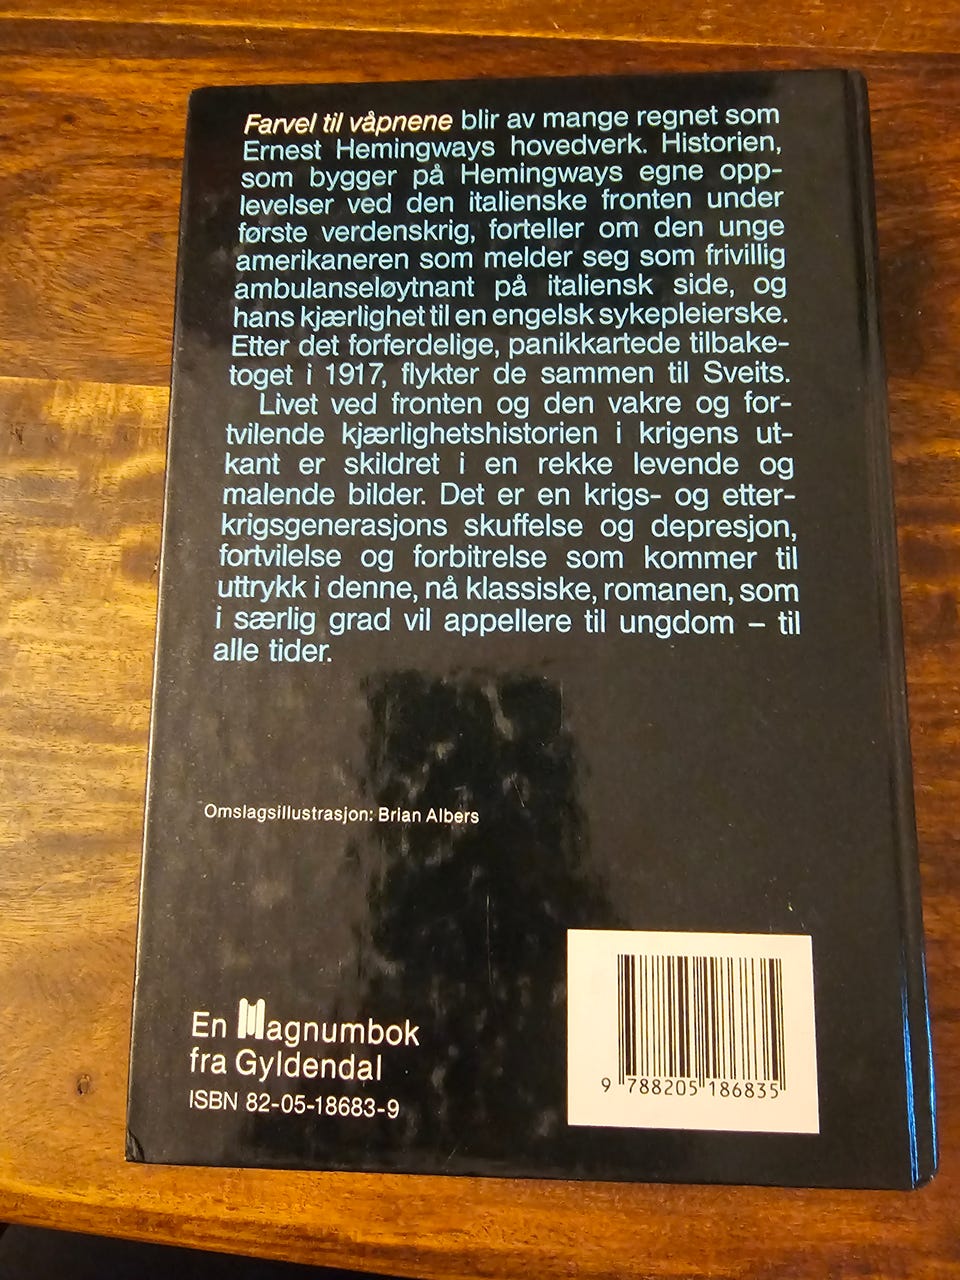 Farvel til våpnene blir av mange regnet som
Ernest Hemingways hovedverk. Historien,
som bygger på Hemingways egne opp-
levelser ved den italienske fronten under
første verdenskrig, forteller om den unge
amerikaneren som melder seg som frivillig
ambulanseløytnant på italiensk side, og
hans kjærlighet til en engelsk sykepleierske.
Etter det forferdelige, panikkartede tilbake-
toget i 1917, flykter de sammen til Sveits.
Livet ved fronten og den vakre og for-
tvilende kjærlighetshistorien i krigens ut-
kant er skildret i en rekke levende og
malende bilder. Det er en krigs- og etter-
krigsgenerasjons skuffelse og depresjon,
fortvilelse og forbitrelse som kommer til
uttrykk i denne, nå klassiske, romanen, som
i særlig grad vil appellere til ungdom – til
alle tider.
Omslagsillustrasjon: Brian Albers
En Magnumbok
fra Gyldendal
ISBN 82-05-18683-9
9 788205 186835